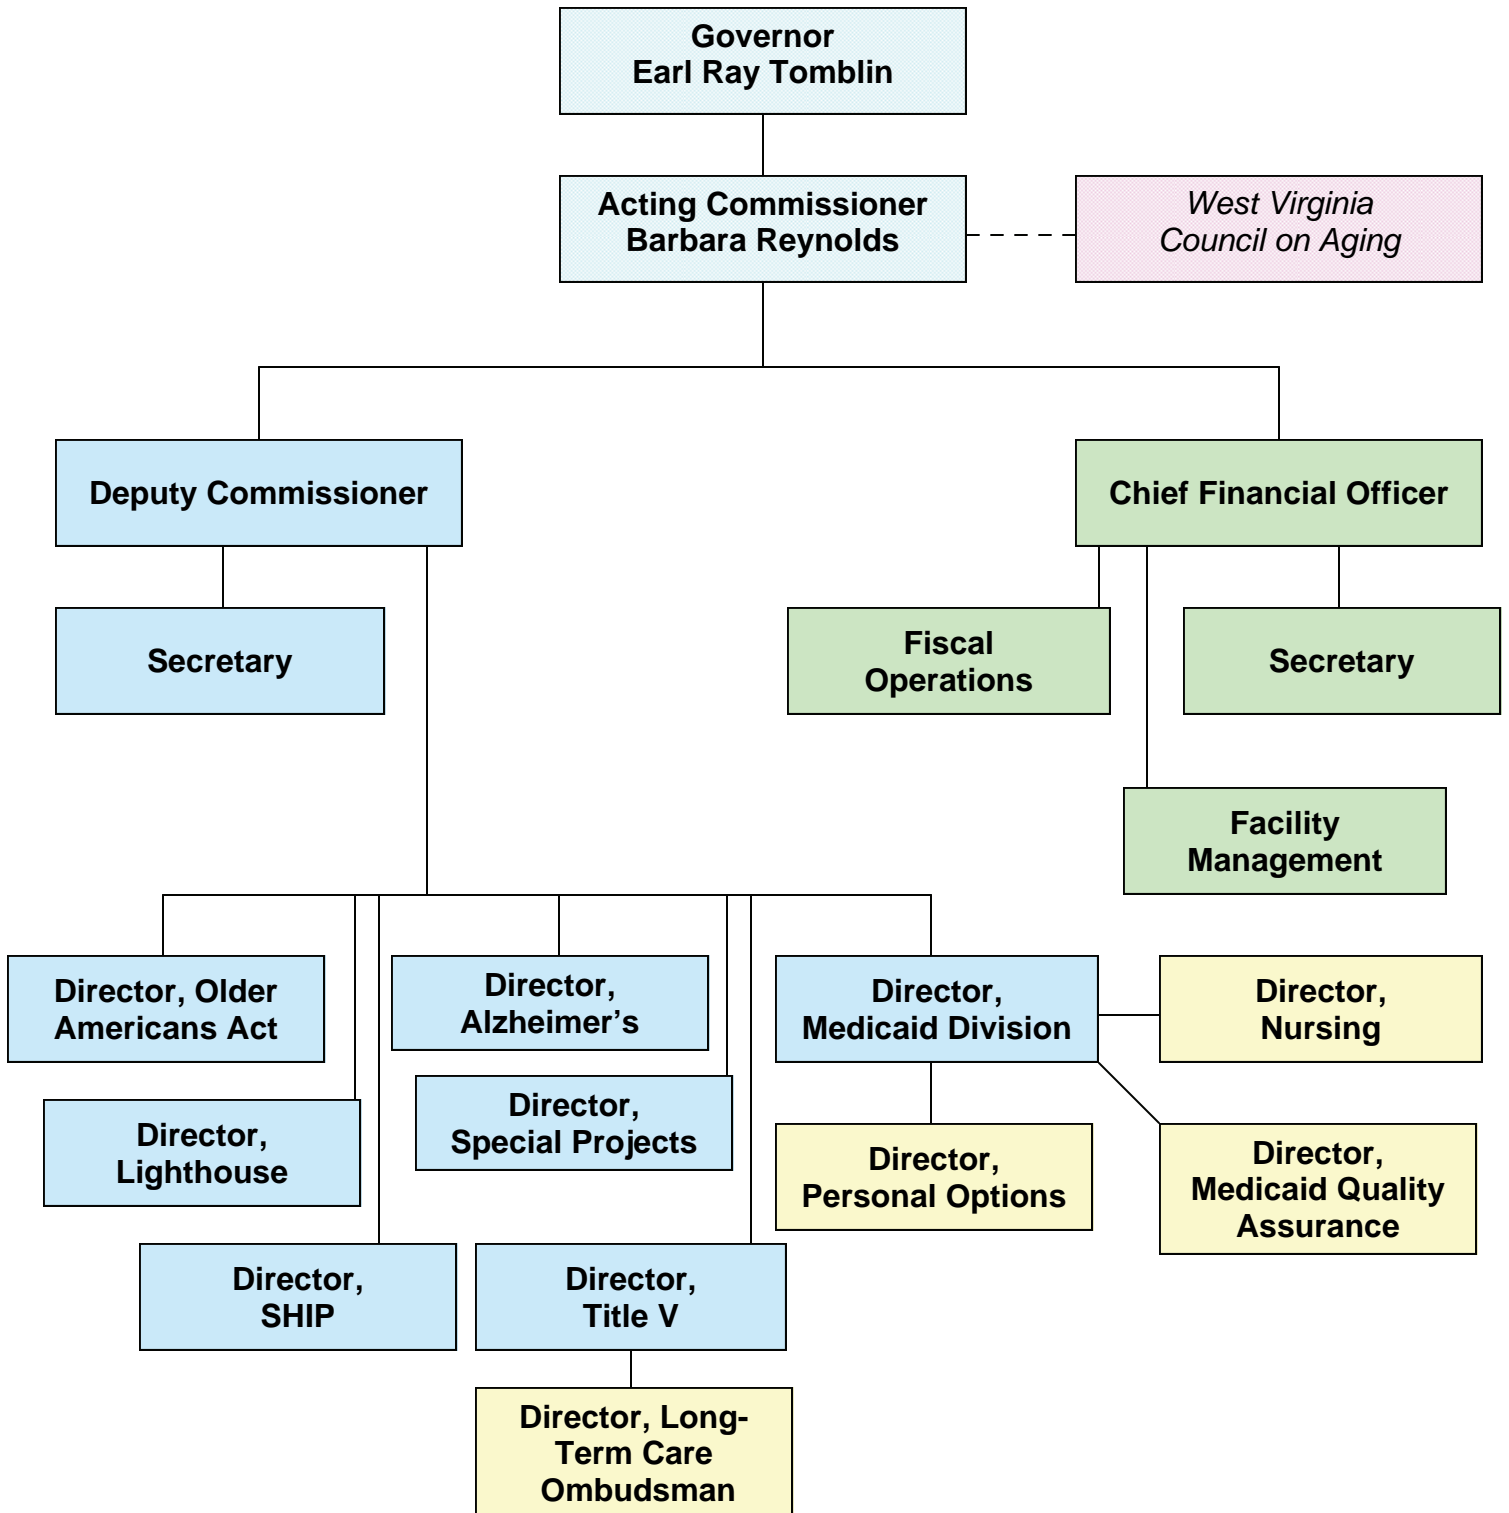 Governor
Earl Ray Tomblin
Acting Commissioner
Barbara Reynolds
West Virginia
Council on Aging
Deputy Commissioner
Chief Financial Officer
Secretary
Fiscal
Operations
Secretary
Facility
Management
Director, Older
Americans Act
Director,
Alzheimer’s
Director,
Medicaid Division
Director,
Nursing
Director,
Lighthouse
Director,
Special Projects
Director,
Personal Options
Director,
Medicaid Quality
Assurance
Director,
SHIP
Director,
Title V
Director, Long-
Term Care
Ombudsman